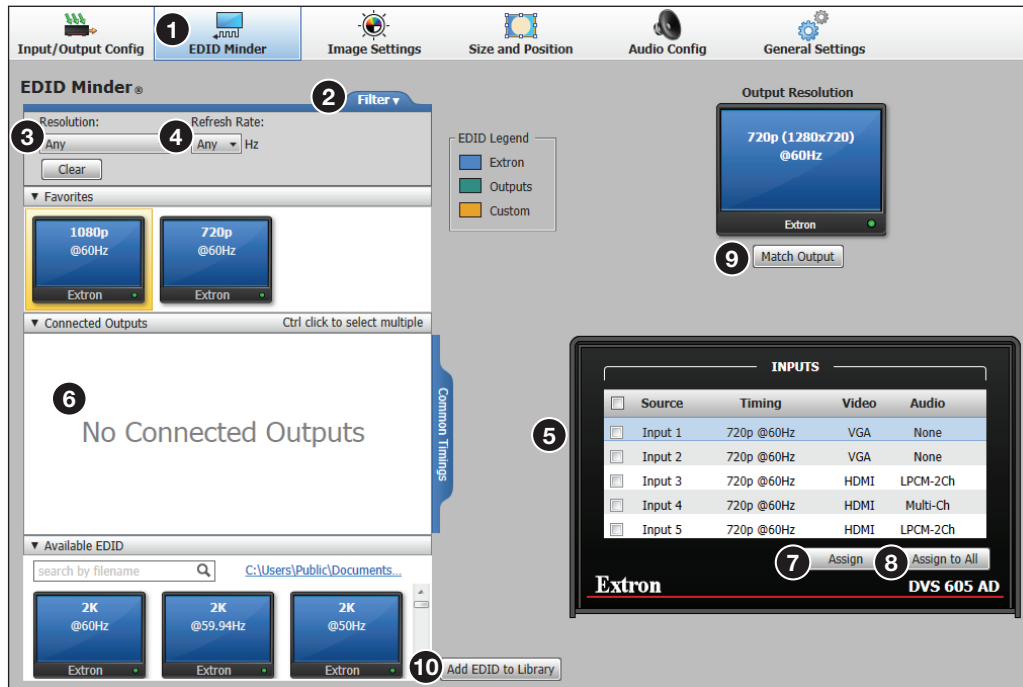 1
Input/Output Config EDID Minder Image Settings Size and Position Audio Config General Settings
EDID Minder®
2 Filter ▾
3 Resolution: 4 Refresh Rate:
Any Any ▾ Hz
Clear
▼ Favorites
1080p 720p
@60Hz @60Hz
Extron Extron
▼ Connected Outputs Ctrl click to select multiple
6
No Connected Outputs
Common Timings
▼ Available EDID
search by filename C:\Users\Public\Documents...
2K 2K 2K
@60Hz @59.94Hz @50Hz
Extron Extron Extron
10 Add EDID to Library
EDID Legend
Extron
Outputs
Custom
Output Resolution
720p (1280x720)
@60Hz
Extron
9 Match Output
5
INPUTS
Source Timing Video Audio
Input 1 720p @60Hz VGA None
Input 2 720p @60Hz VGA None
Input 3 720p @60Hz HDMI LPCM-2Ch
Input 4 720p @60Hz HDMI Multi-Ch
Input 5 720p @60Hz HDMI LPCM-2Ch
7 Assign 8 Assign to All
Extron DVS 605 AD